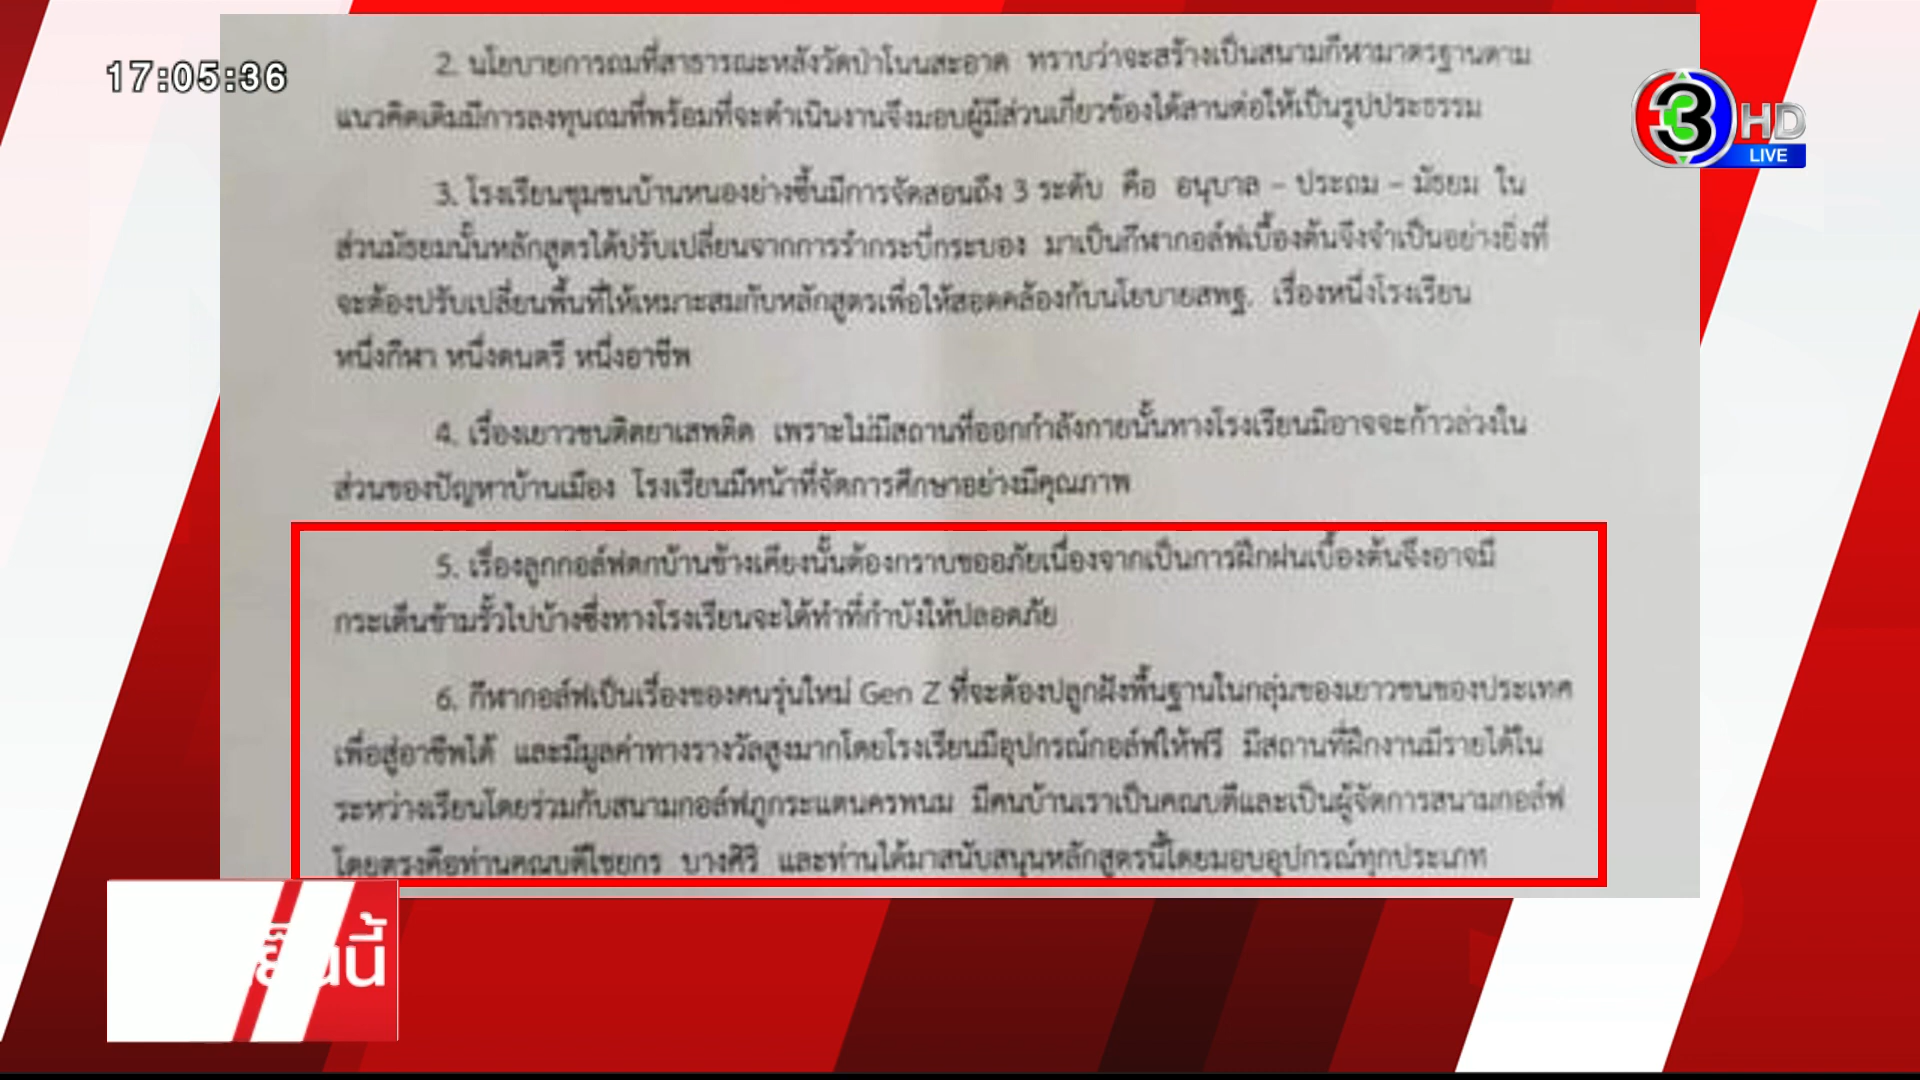 17:05:36
3 HD
LIVE
2. นโยบายการถมที่สาธารณะหลังวัดป่าโนนสะอาด ทราบว่าจะสร้างเป็นสนามกีฬามาตรฐานตาม
แนวคิดเดิมมีการลงทุนถมที่พร้อมที่จะดำเนินงานจึงมอบผู้มีส่วนเกี่ยวข้องได้สานต่อให้เป็นรูปประธรรม
3. โรงเรียนชุมชนบ้านหนองย่างชิ้นมีการจัดสอนถึง 3 ระดับ คือ อนุบาล – ประถม – มัธยม ใน
ส่วนมัธยมนั้นหลักสูตรได้ปรับเปลี่ยนจากการรำกระบี่กระบอง มาเป็นกีฬากอล์ฟเบื้องต้นจึงจำเป็นอย่างยิ่งที่
จะต้องปรับเปลี่ยนพื้นที่ให้เหมาะสมกับหลักสูตรเพื่อให้สอดคล้องกับนโยบายสพฐ. เรื่องหนึ่งโรงเรียน
หนึ่งกีฬา หนึ่งดนตรี หนึ่งอาชีพ
4. เรื่องเยาวชนติดยาเสพติด เพราะไม่มีสถานที่ออกกำลังกายนั้นทางโรงเรียนมิอาจจะก้าวล่วงใน
ส่วนของปัญหาบ้านเมือง โรงเรียนมีหน้าที่จัดการศึกษาอย่างมีคุณภาพ
5. เรื่องลูกกอล์ฟตกบ้านข้างเคียงนั้นต้องกราบขออภัยเนื่องจากเป็นการฝึกฝนเบื้องต้นจึงอาจมี
กระเด็นข้ามรั้วไปบ้างซึ่งทางโรงเรียนจะได้ทำที่กำบังให้ปลอดภัย
6. กีฬากอล์ฟเป็นเรื่องของคนรุ่นใหม่ Gen Z ที่จะต้องปลูกฝังพื้นฐานในกลุ่มของเยาวชนของประเทศ
เพื่อสู่อาชีพได้ และมีมูลค่าทางรางวัลสูงมากโดยโรงเรียนมีอุปกรณ์กอล์ฟให้ฟรี มีสถานที่ฝึกงานมีรายได้ใน
ระหว่างเรียนโดยร่วมกับสนามกอล์ฟภูกระแตนครพนม มีคนบ้านเราเป็นคณบดีและเป็นผู้จัดการสนามกอล์ฟ
โดยตรงคือท่านคณบดีไชยกร บางศิริ และท่านได้มาสนับสนุนหลักสูตรนี้โดยมอบอุปกรณ์ทุกประเภท